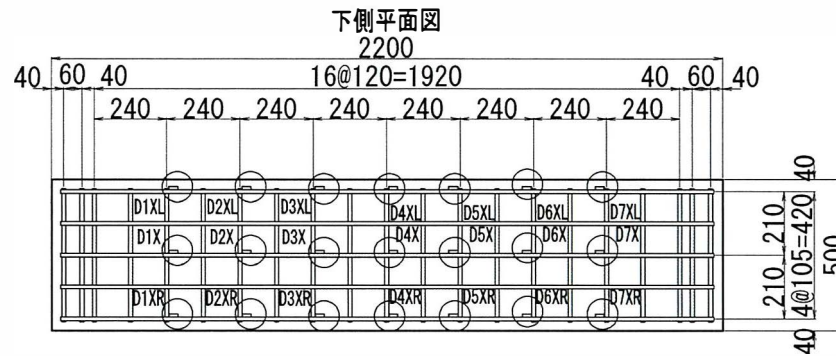 下側平面図
2200
40 60 40 16@120=1920 40 60 40
240 240 240 240 240 240 240 240
40
D1XL D2XL D3XL D4XL D5XL D6XL D7XL
D1X D2X D3X D4X D5X D6X D7X
D1XR D2XR D3XR D4XR D5XR D6XR D7XR
210
210
4@105=420
500
40